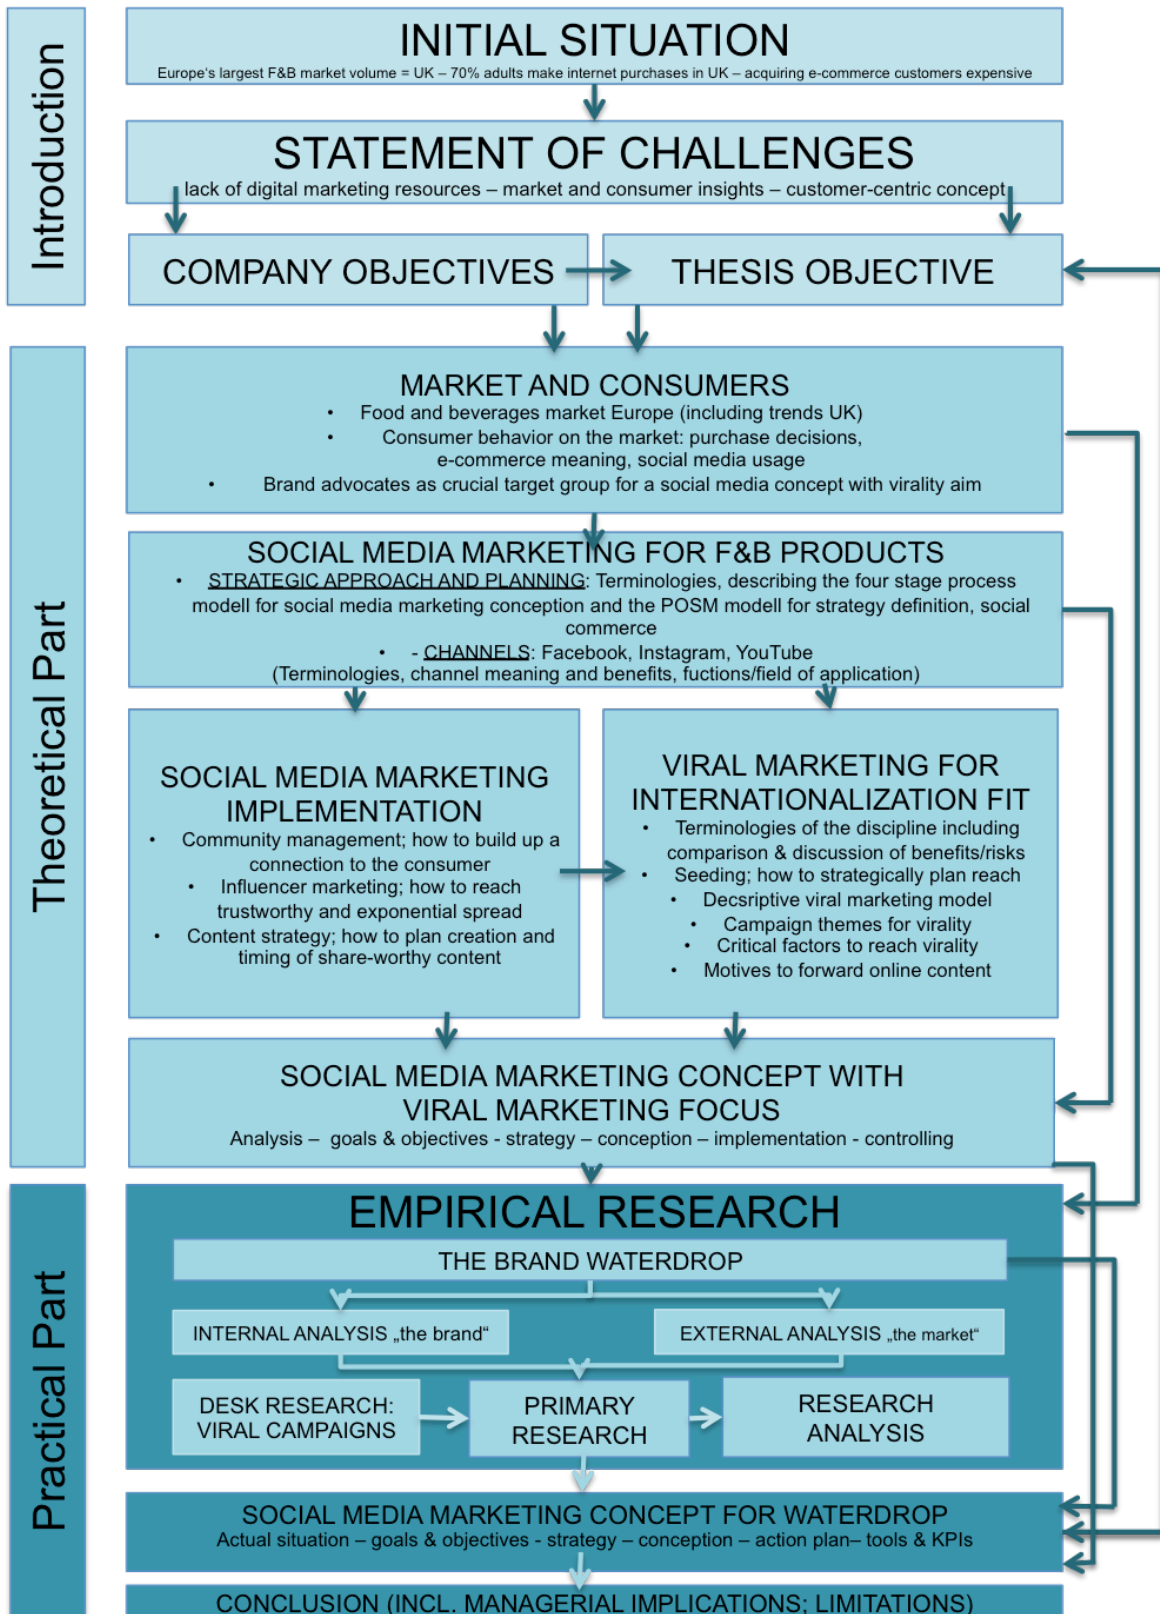 Introduction
INITIAL SITUATION
Europe‘s largest F&B market volume = UK – 70% adults make internet purchases in UK – acquiring e-commerce customers expensive
STATEMENT OF CHALLENGES
lack of digital marketing resources – market and consumer insights – customer-centric concept
COMPANY OBJECTIVES
THESIS OBJECTIVE
Theoretical Part
MARKET AND CONSUMERS
• Food and beverages market Europe (including trends UK)
• Consumer behavior on the market: purchase decisions,
e-commerce meaning, social media usage
• Brand advocates as crucial target group for a social media concept with virality aim
SOCIAL MEDIA MARKETING FOR F&B PRODUCTS
• STRATEGIC APPROACH AND PLANNING: Terminologies, describing the four stage process
modell for social media marketing conception and the POSM modell for strategy definition, social
commerce
• - CHANNELS: Facebook, Instagram, YouTube
(Terminologies, channel meaning and benefits, fuctions/field of application)
SOCIAL MEDIA MARKETING
IMPLEMENTATION
• Community management; how to build up a
connection to the consumer
• Influencer marketing; how to reach
trustworthy and exponential spread
• Content strategy; how to plan creation and
timing of share-worthy content
VIRAL MARKETING FOR
INTERNATIONALIZATION FIT
• Terminologies of the discipline including
comparison & discussion of benefits/risks
• Seeding; how to strategically plan reach
• Decsriptive viral marketing model
• Campaign themes for virality
• Critical factors to reach virality
• Motives to forward online content
SOCIAL MEDIA MARKETING CONCEPT WITH
VIRAL MARKETING FOCUS
Analysis – goals & objectives - strategy – conception – implementation - controlling
Practical Part
EMPIRICAL RESEARCH
THE BRAND WATERDROP
INTERNAL ANALYSIS „the brand“
EXTERNAL ANALYSIS „the market“
DESK RESEARCH:
VIRAL CAMPAIGNS
PRIMARY
RESEARCH
RESEARCH
ANALYSIS
SOCIAL MEDIA MARKETING CONCEPT FOR WATERDROP
Actual situation – goals & objectives - strategy – conception – action plan– tools & KPIs
CONCLUSION (INCL. MANAGERIAL IMPLICATIONS; LIMITATIONS)